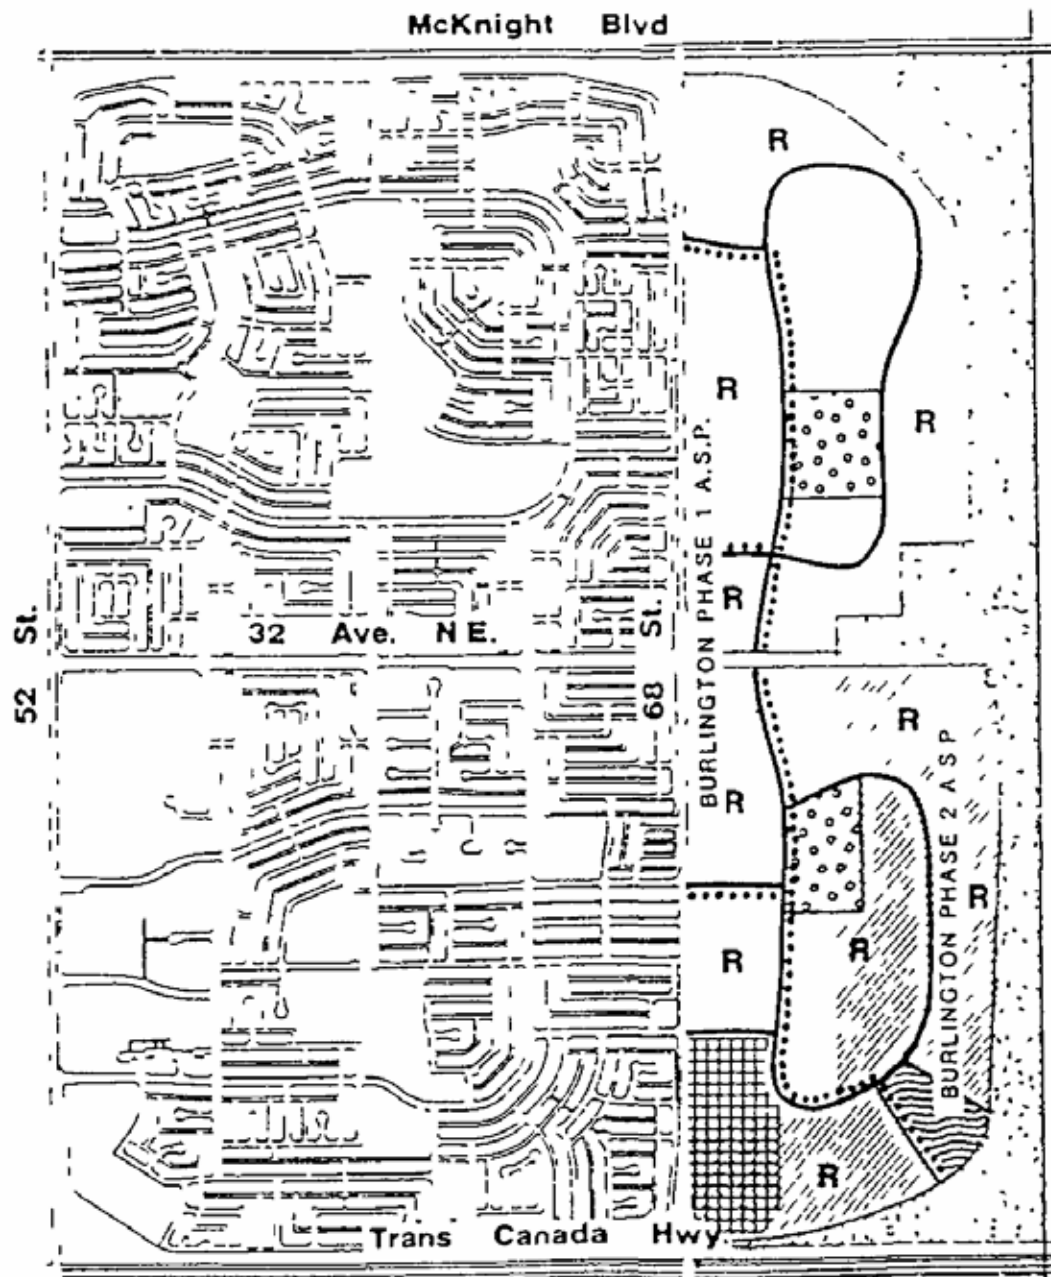 McKnight Blvd
R
R
R
BURLINGTON PHASE 1 A.S.P.
R
32 Ave. N E.
52 St.
68 St.
R
R
BURLINGTON PHASE 2 A S P
R
R
R
R
Trans Canada Hwy.